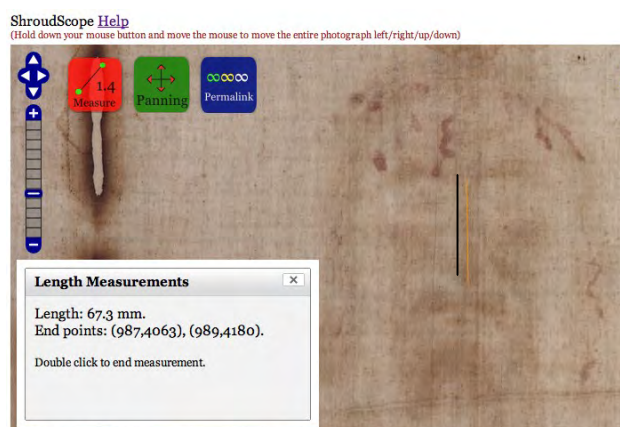 ShroudScope Help
(Hold down your mouse button and move the mouse to move the entire photograph left/right/up/down)
1.4
Measure
Panning
Permalink
Length Measurements
Length: 67.3 mm.
End points: (987,4063), (989,4180).
Double click to end measurement.